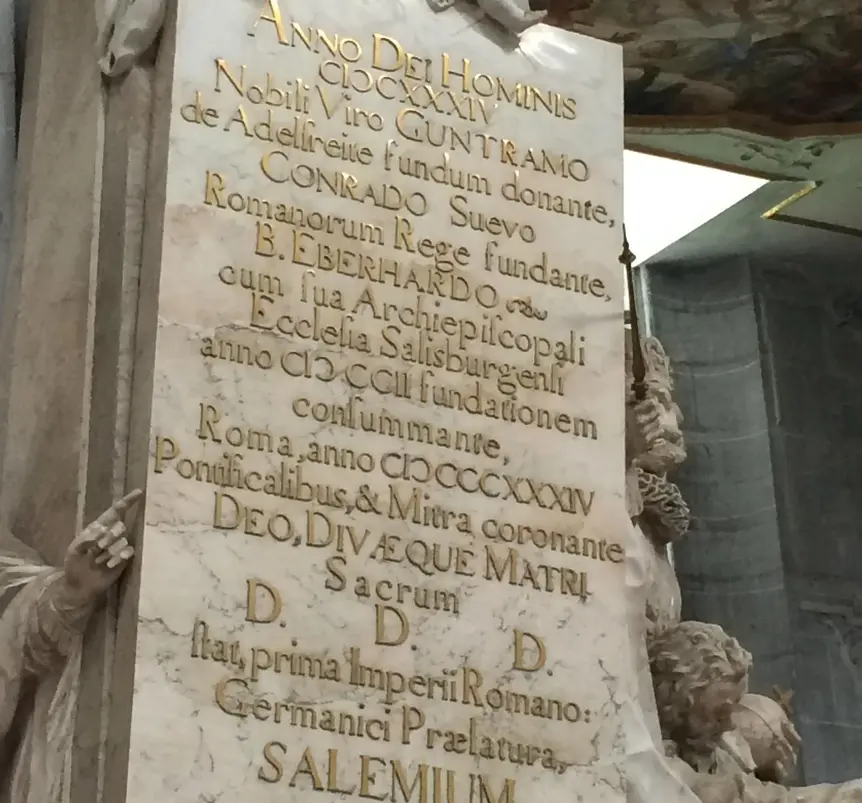 ANNO DEI HOMINIS
CIƆCXXXIV
Nobili Viro GUNTRAMO
de Adelſreite fundum donante,
CONRADO Suevo
Romanorum Rege fundante,
B. EBERHARDO
cum ſua Archiepiſcopali
Eccleſia Salisburgenſi
anno CIƆ CCII fundationem
conſummante,
Roma, anno CIƆCCCCXXXIV
Pontificalibus, & Mitra coronante
DEO, DIVÆQUE MATRI
Sacrum
D. D. D.
ſtat, prima Imperii Romano:
Germanici Prælatura,
SALEMIUM